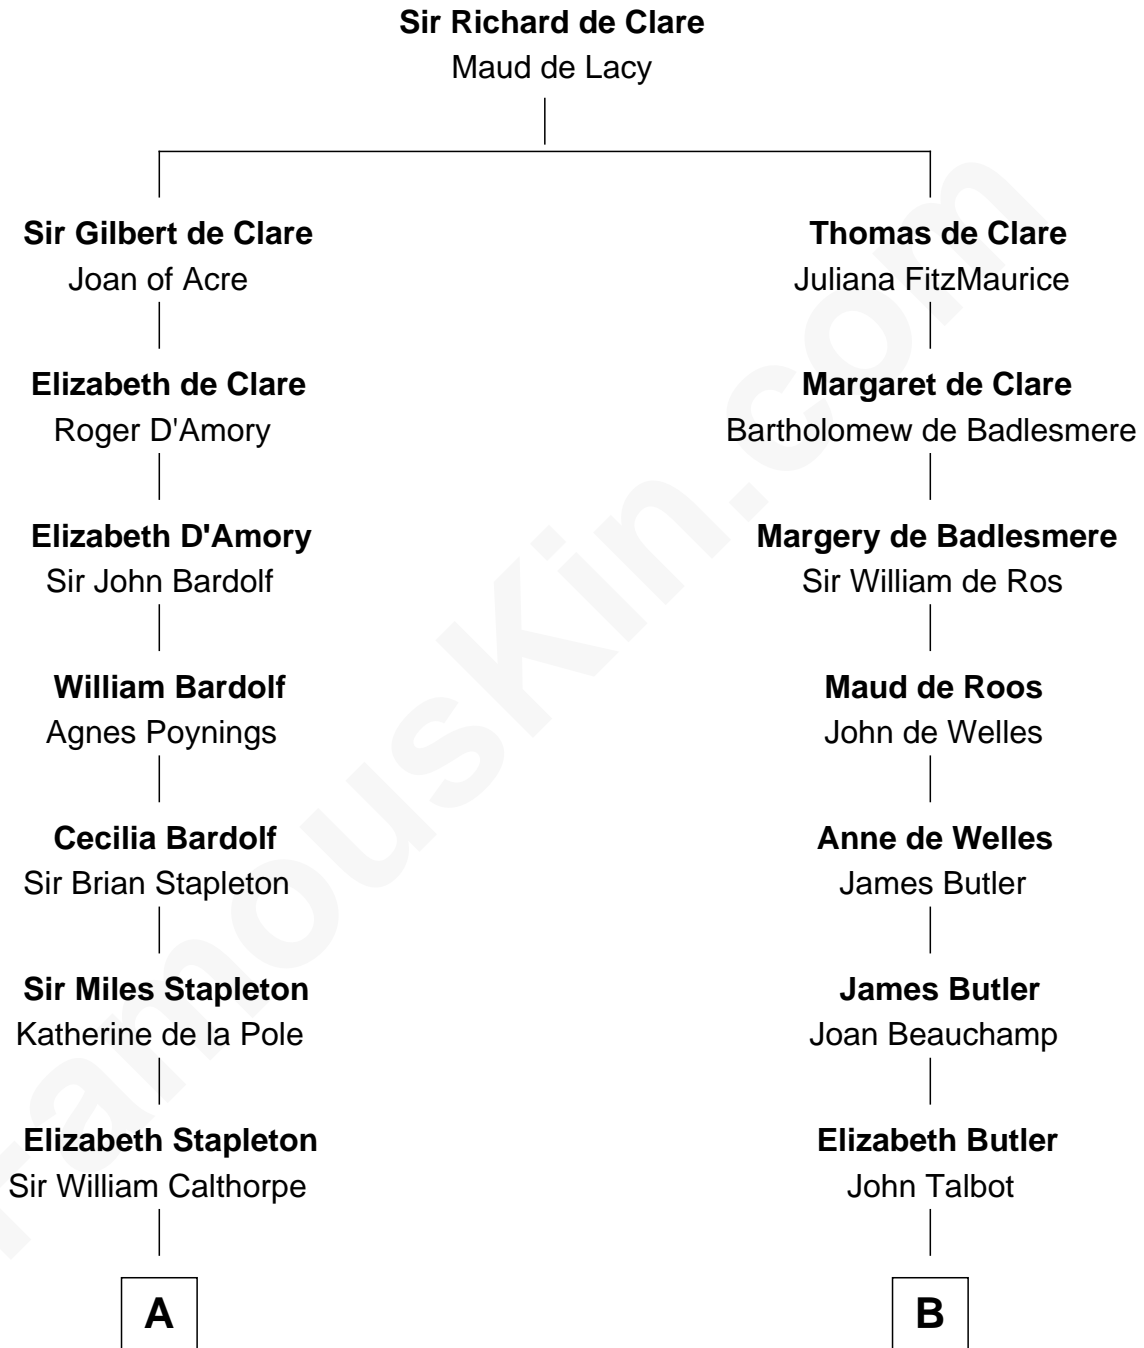 Sir Richard de Clare
Maud de Lacy
Sir Gilbert de Clare
Joan of Acre
Elizabeth de Clare
Roger D'Amory
Elizabeth D'Amory
Sir John Bardolf
William Bardolf
Agnes Poynings
Cecilia Bardolf
Sir Brian Stapleton
Sir Miles Stapleton
Katherine de la Pole
Elizabeth Stapleton
Sir William Calthorpe
A
Thomas de Clare
Juliana FitzMaurice
Margaret de Clare
Bartholomew de Badlesmere
Margery de Badlesmere
Sir William de Ros
Maud de Roos
John de Welles
Anne de Welles
James Butler
James Butler
Joan Beauchamp
Elizabeth Butler
John Talbot
B
FamousKin.com